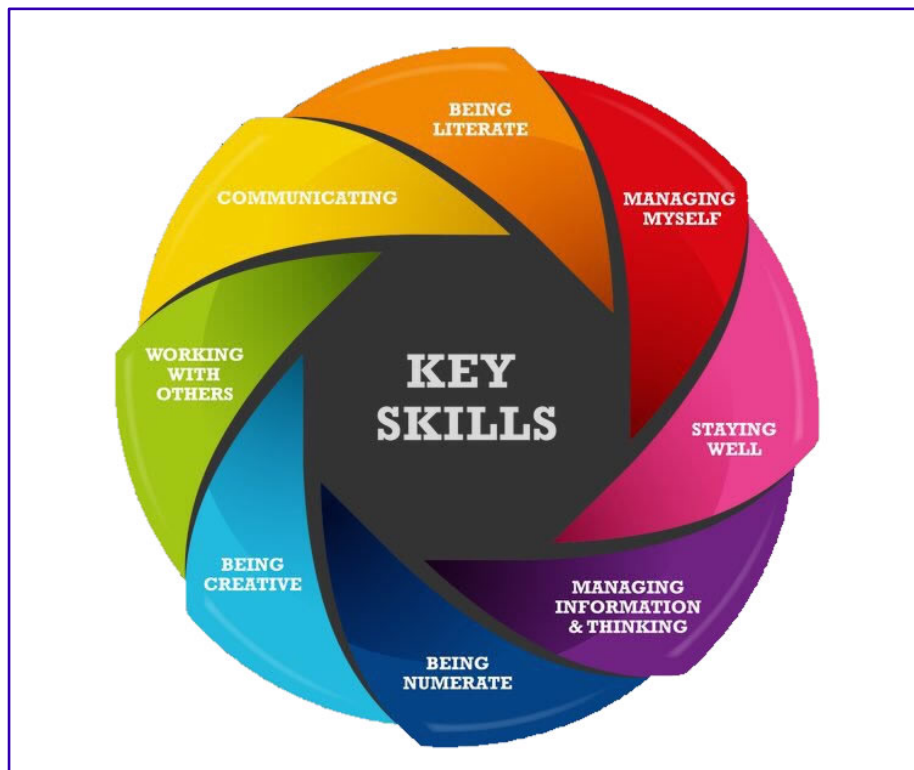 BEING
LITERATE
MANAGING
MYSELF
COMMUNICATING
WORKING
WITH
OTHERS
KEY
SKILLS
STAYING
WELL
BEING
CREATIVE
MANAGING
INFORMATION
& THINKING
BEING
NUMERATE